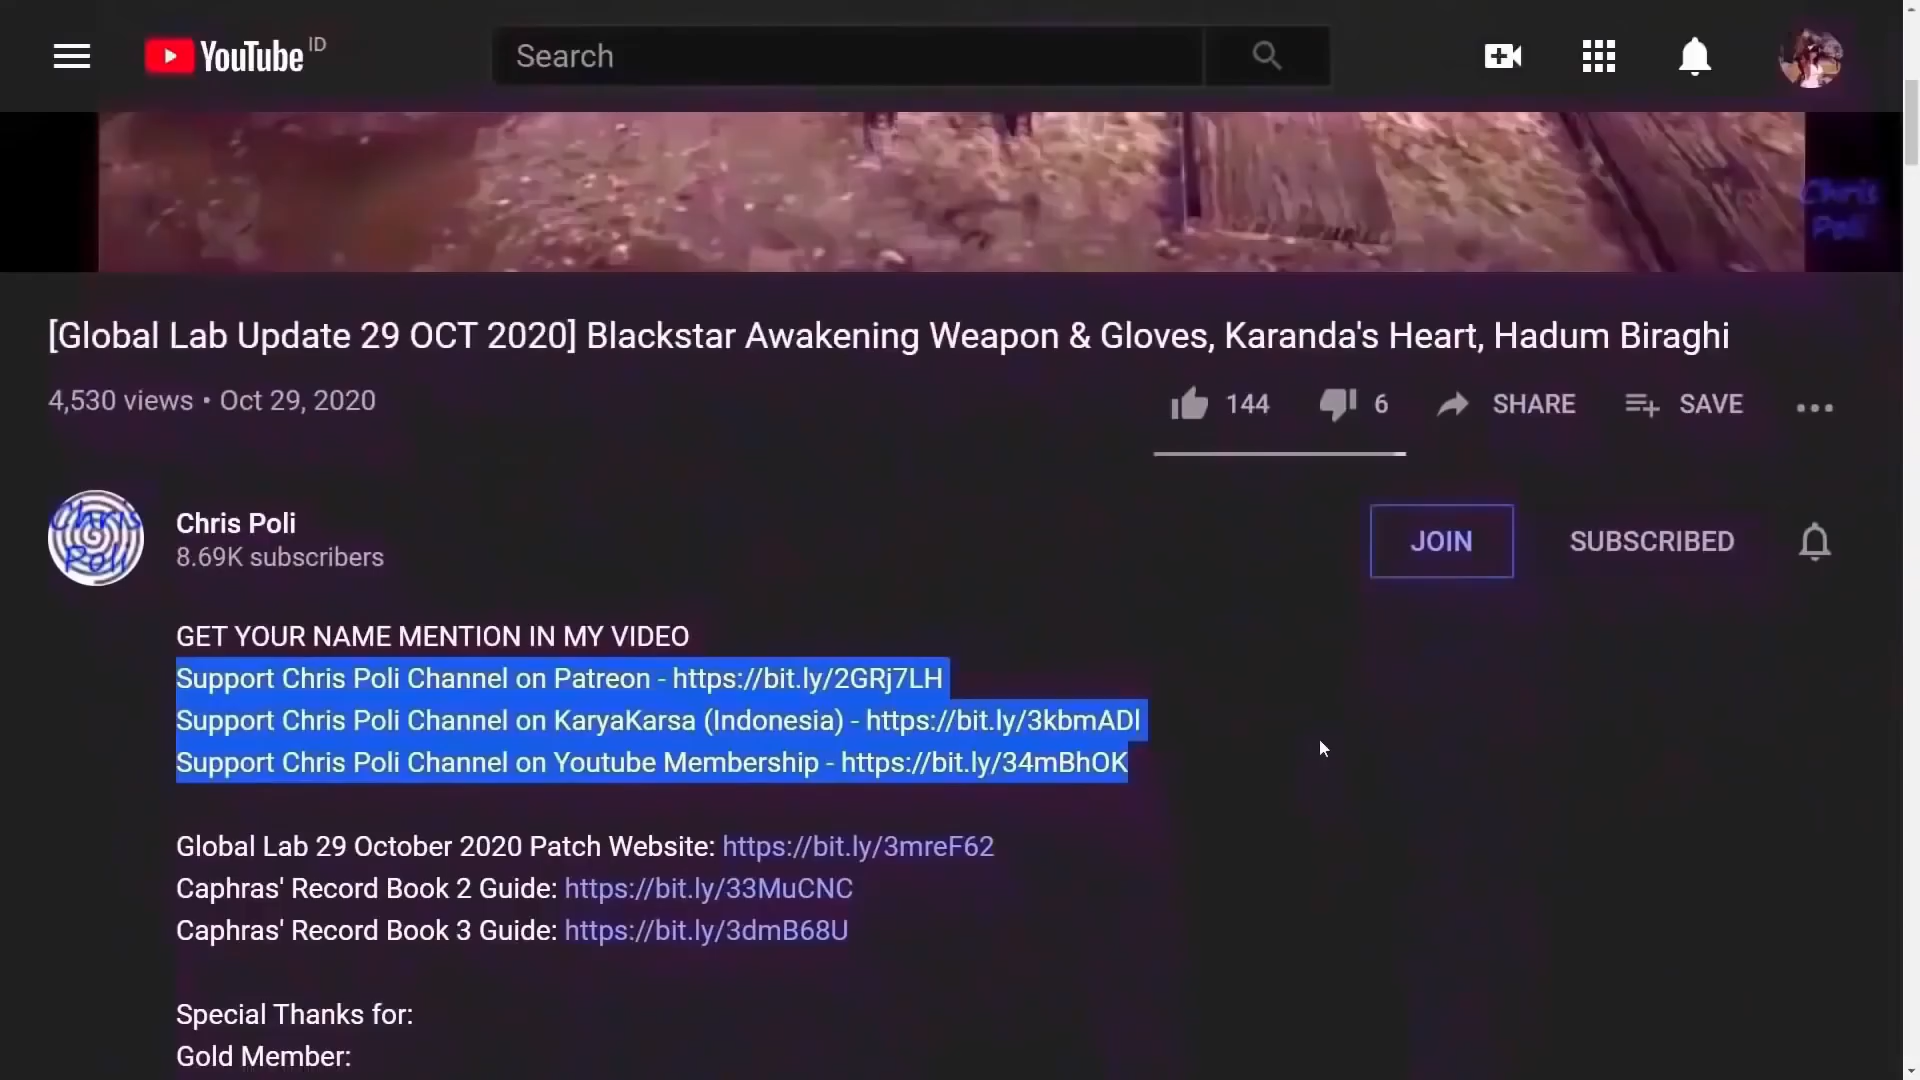 YouTube ID
Search
Chris
Poli
[Global Lab Update 29 OCT 2020] Blackstar Awakening Weapon & Gloves, Karanda's Heart, Hadum Biraghi
4,530 views • Oct 29, 2020
144 6 SHARE SAVE
Chris
Poli
Chris Poli
8.69K subscribers
JOIN SUBSCRIBED
GET YOUR NAME MENTION IN MY VIDEO
Support Chris Poli Channel on Patreon - https://bit.ly/2GRj7LH
Support Chris Poli Channel on KaryaKarsa (Indonesia) - https://bit.ly/3kbmADl
Support Chris Poli Channel on Youtube Membership - https://bit.ly/34mBhOK
Global Lab 29 October 2020 Patch Website: https://bit.ly/3mreF62
Caphras' Record Book 2 Guide: https://bit.ly/33MuCNC
Caphras' Record Book 3 Guide: https://bit.ly/3dmB68U
Special Thanks for:
Gold Member: